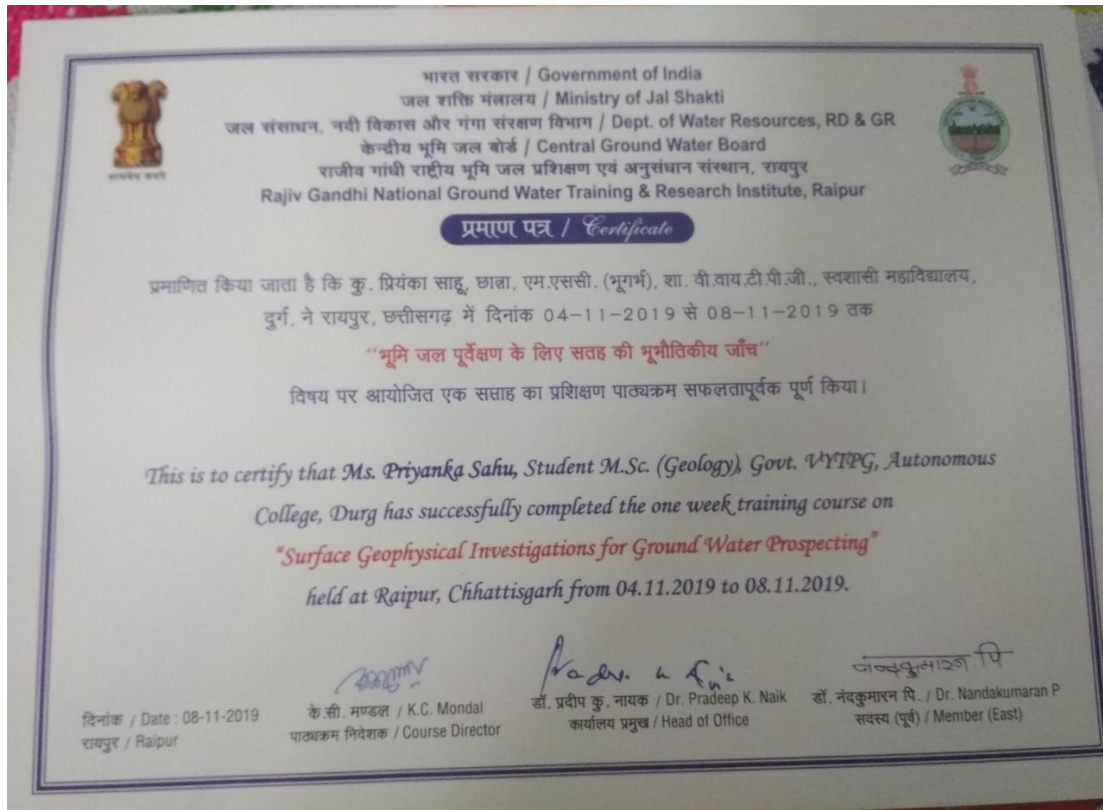 भारत सरकार / Government of India
जल शक्ति मंत्रालय / Ministry of Jal Shakti
जल संसाधन, नदी विकास और गंगा संरक्षण विभाग / Dept. of Water Resources, RD & GR
केन्दीय भूमि जल बोर्ड / Central Ground Water Board
राजीव गांधी राष्ट्रीय भूमि जल प्रशिक्षण एवं अनुसंधान संस्थान, रायपुर
Rajiv Gandhi National Ground Water Training & Research Institute, Raipur
सत्यमेव जयते
प्रमाण पत्र / Certificate
प्रमाणित किया जाता है कि कु. प्रियंका साहू, छात्रा, एम.एससी. (भूगर्भ), शा. वी.वाय.टी.पी.जी., स्वशासी महाविद्यालय,
दुर्ग, ने रायपुर, छत्तीसगढ़ में दिनांक 04-11-2019 से 08-11-2019 तक
"भूमि जल पूर्वेक्षण के लिए सतह की भूभौतिकीय जाँच"
विषय पर आयोजित एक सप्ताह का प्रशिक्षण पाठ्यक्रम सफलतापूर्वक पूर्ण किया।
This is to certify that Ms. Priyanka Sahu, Student M.Sc. (Geology), Govt. VYTPG, Autonomous
College, Durg has successfully completed the one week training course on
"Surface Geophysical Investigations for Ground Water Prospecting"
held at Raipur, Chhattisgarh from 04.11.2019 to 08.11.2019.
नंदकुमारन. पि
दिनांक / Date : 08-11-2019
रायपुर / Raipur
के.सी. मण्डल / K.C. Mondal
पाठ्यक्रम निदेशक / Course Director
डॉ. प्रदीप कु. नायक / Dr. Pradeep K. Naik
कार्यालय प्रमुख / Head of Office
डॉ. नंदकुमारन पि. / Dr. Nandakumaran P
सदस्य (पूर्व) / Member (East)